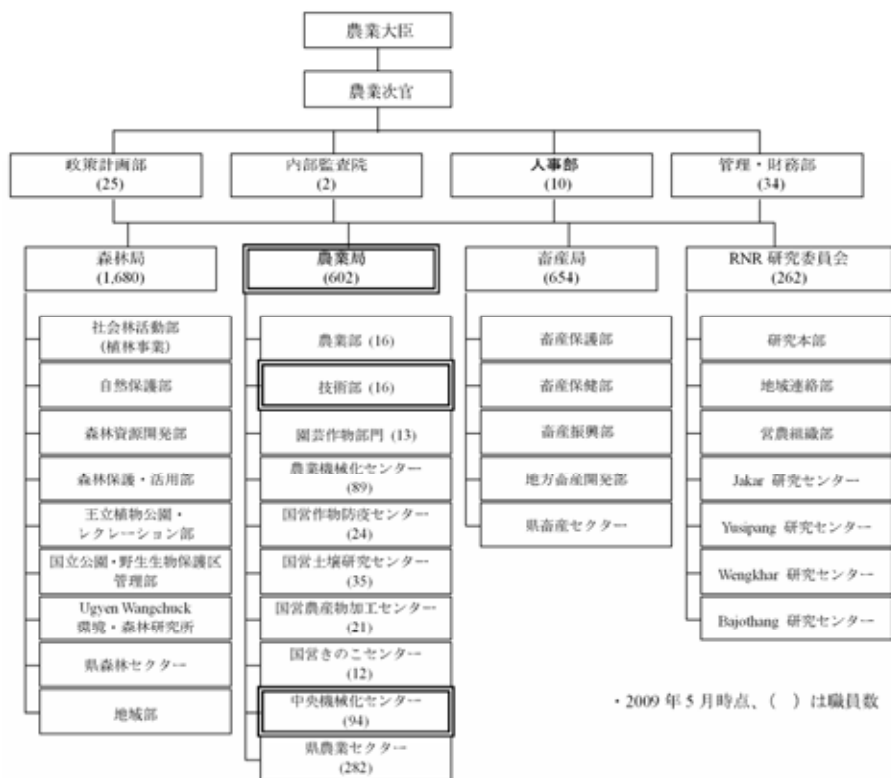 農業大臣
農業次官
政策計画部
(25)
内部監査院
(2)
人事部
(10)
管理・財務部
(34)
森林局
(1,680)
農業局
(602)
畜産局
(654)
RNR 研究委員会
(262)
社会林活動部
(植林事業)
自然保護部
森林資源開発部
森林保護・活用部
王立植物公園・
レクレーション部
国立公園・野生生物保護区
管理部
Ugyen Wangchuck
環境・森林研究所
県森林セクター
地域部
農業部 (16)
技術部 (16)
園芸作物部門 (13)
農業機械化センター
(89)
国営作物防疫センター
(24)
国営土壌研究センター
(35)
国営農産物加工センター
(21)
国営きのこセンター
(12)
中央機械化センター
(94)
県農業セクター
(282)
畜産保護部
畜産保健部
畜産振興部
地方畜産開発部
県畜産セクター
研究本部
地域連絡部
営農組織部
Jakar 研究センター
Yusipang 研究センター
Wengkhar 研究センター
Bajothang 研究センター
・2009 年 5 月時点、(　) は職員数